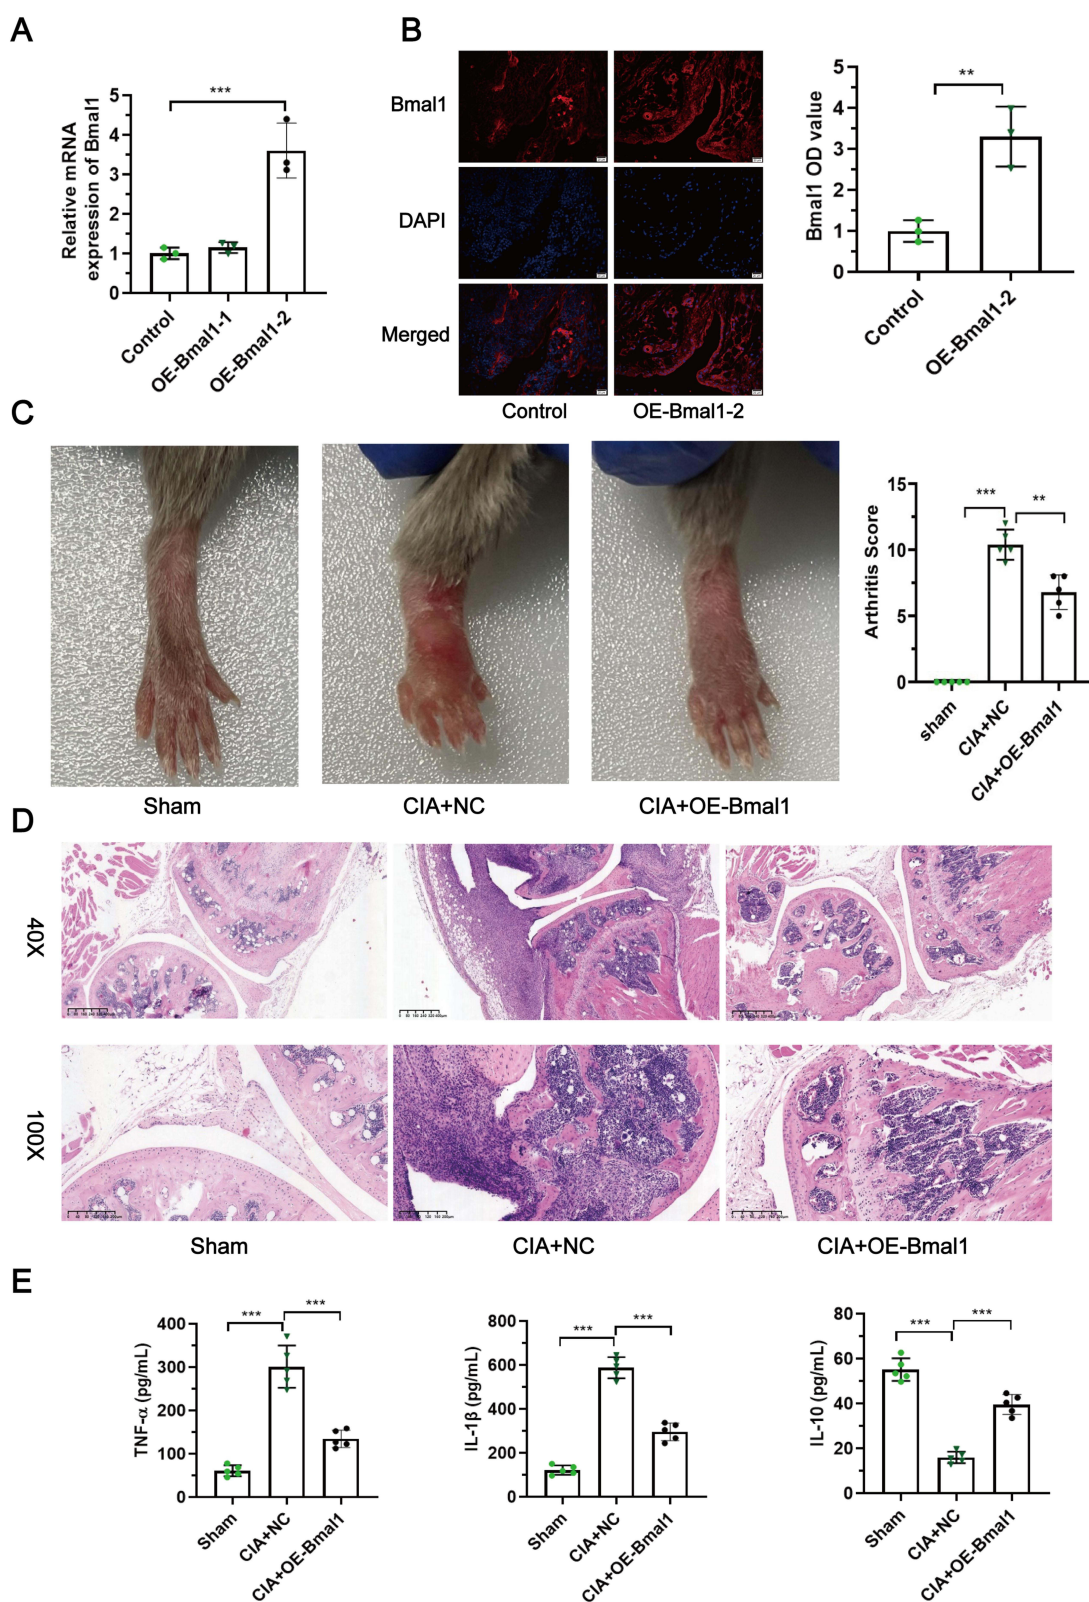 A
Relative mRNA
expression of Bmal1
5
4
3
2
1
0
***
Control
OE-Bmal1-1
OE-Bmal1-2
B
Bmal1
DAPI
Merged
Control
OE-Bmal1-2
Bmal1 OD value
5
4
3
2
1
0
**
Control
OE-Bmal1-2
C
Sham
CIA+NC
CIA+OE-Bmal1
Arthritis Score
15
10
5
0
***
**
sham
CIA+NC
CIA+OE-Bmal1
D
40X
100X
Sham
CIA+NC
CIA+OE-Bmal1
E
TNF-α (pg/mL)
400
300
200
100
0
***
***
Sham
CIA+NC
CIA+OE-Bmal1
IL-1β (pg/mL)
800
600
400
200
0
***
***
Sham
CIA+NC
CIA+OE-Bmal1
IL-10 (pg/mL)
80
60
40
20
0
***
***
Sham
CIA+NC
CIA+OE-Bmal1